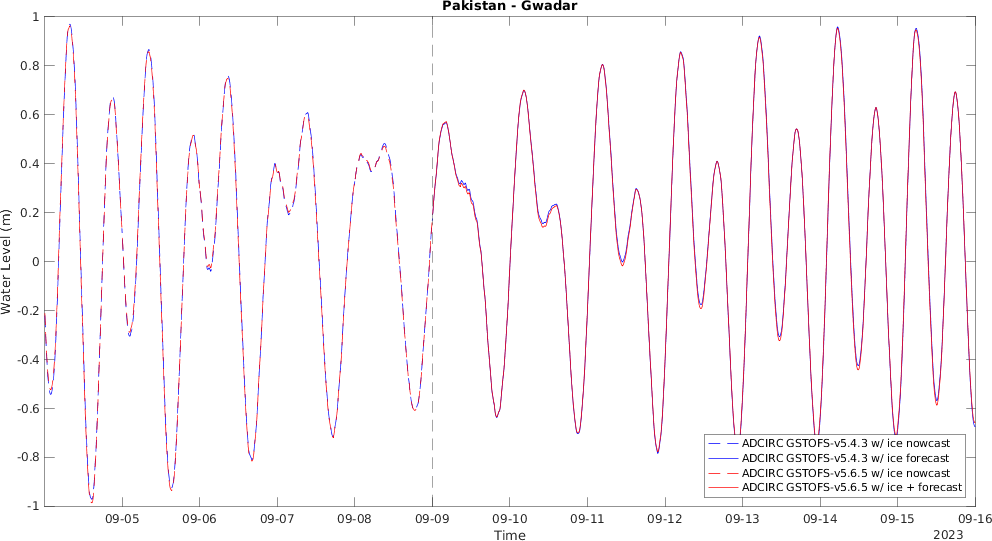 Pakistan - Gwadar
Water Level (m)
1
0.8
0.6
0.4
0.2
0
-0.2
-0.4
-0.6
-0.8
-1
ADCIRC GSTOFS-v5.4.3 w/ ice nowcast
ADCIRC GSTOFS-v5.4.3 w/ ice forecast
ADCIRC GSTOFS-v5.6.5 w/ ice nowcast
ADCIRC GSTOFS-v5.6.5 w/ ice + forecast
09-05 09-06 09-07 09-08 09-09 09-10 09-11 09-12 09-13 09-14 09-15 09-16
Time
2023